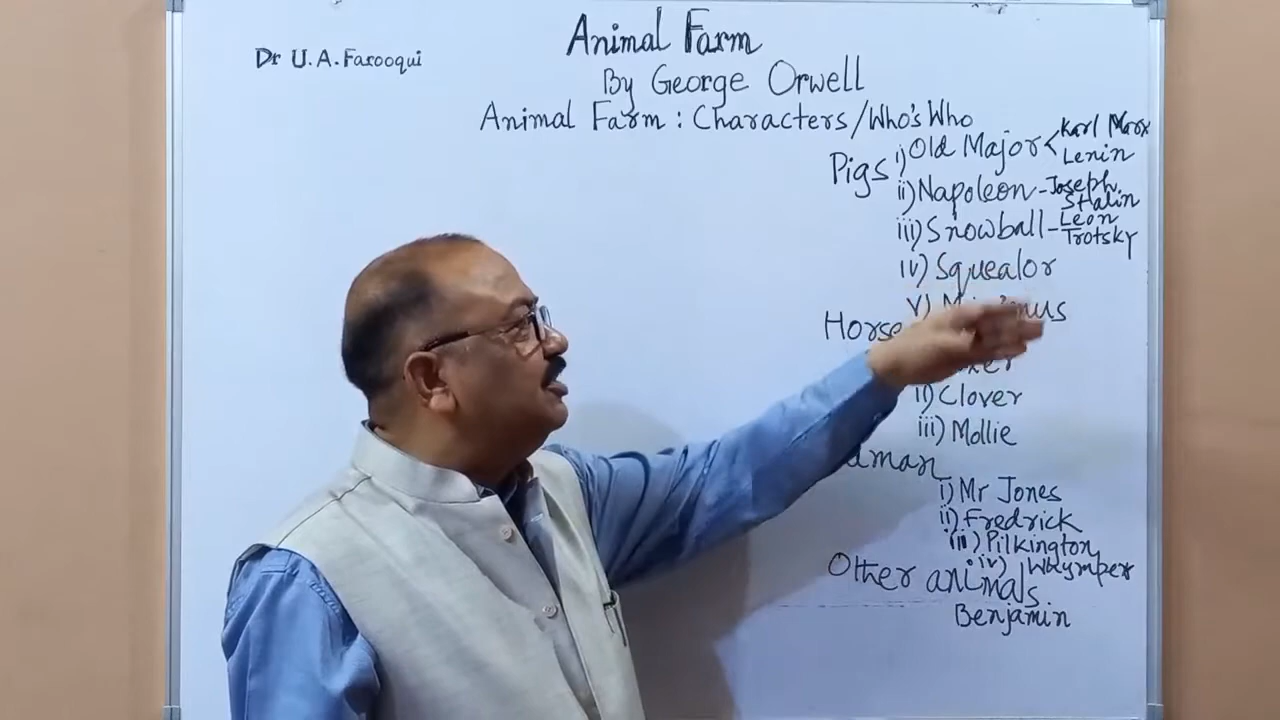 Dr U.A. Farooqui
Animal Farm
By George Orwell
Animal Farm : Characters/Who's Who
Pigs i) Old Major < Karl Marx
Lenin
ii) Napoleon - Joseph Stalin
iii) Snowball - Leon Trotsky
iv) Squealor
v)
Horse
ii) Clover
iii) Mollie
i) Mr Jones
ii) Fredrick
iii) Pilkington
iv) Whymper
Other animals
Benjamin